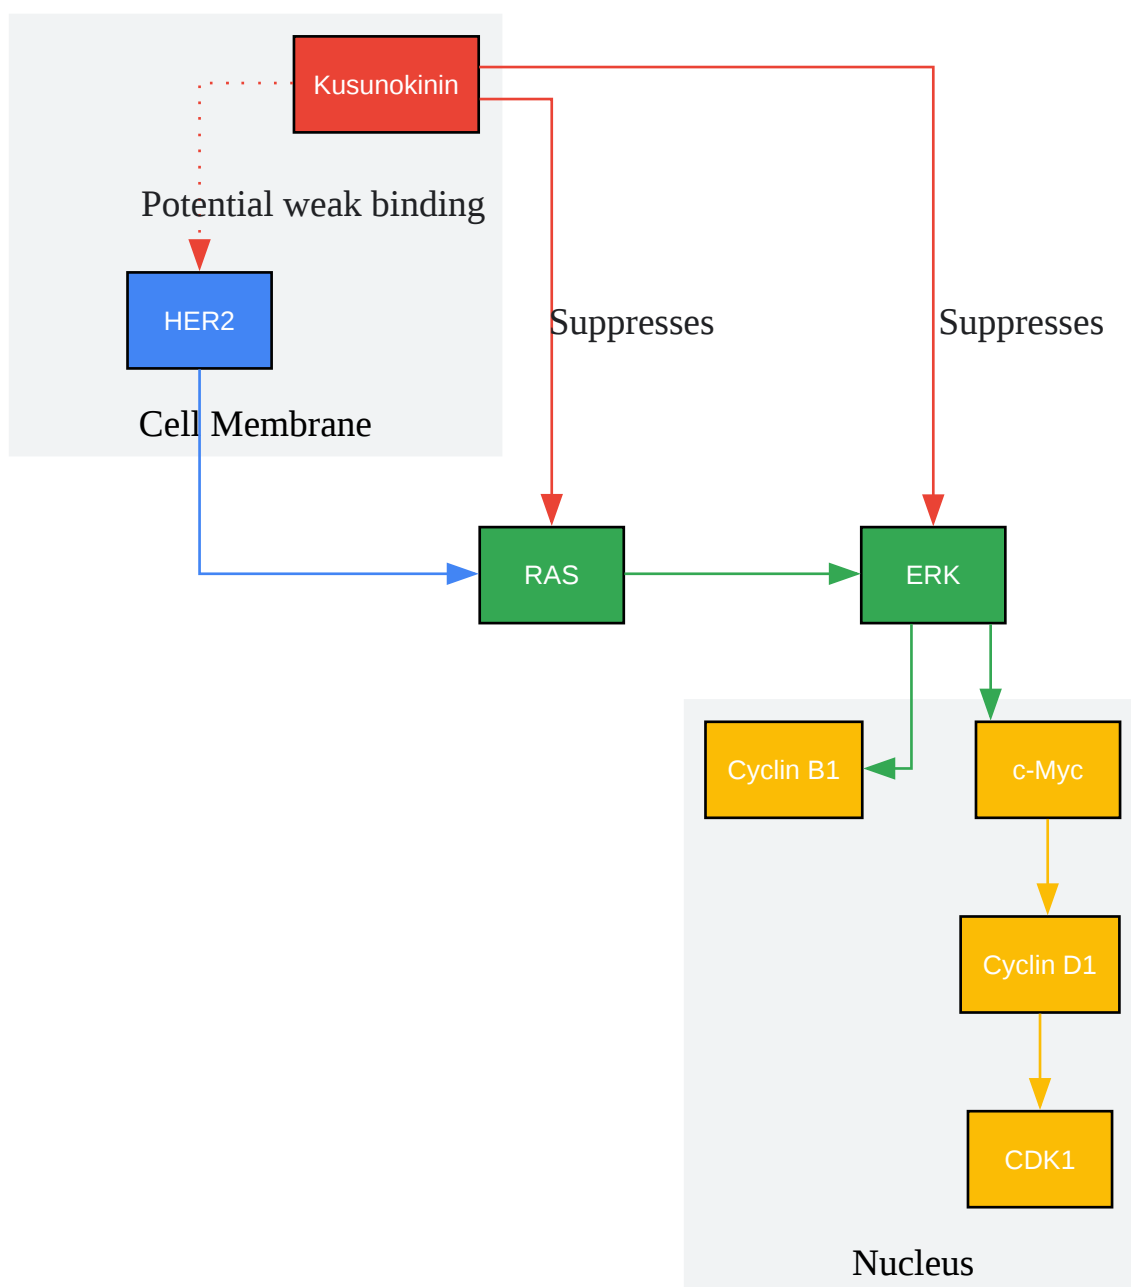 Kusunokinin
Potential weak binding
HER2
Suppresses
Suppresses
Cell Membrane
RAS
ERK
Cyclin B1
c-Myc
Cyclin D1
CDK1
Nucleus